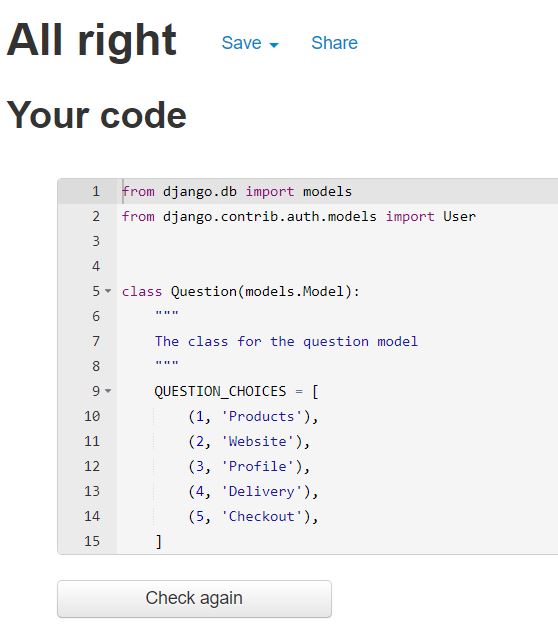 All right Save Share
Your code
1 from django.db import models
2 from django.contrib.auth.models import User
3
4
5 class Question(models.Model):
6     """
7     The class for the question model
8     """
9     QUESTION_CHOICES = [
10         (1, 'Products'),
11         (2, 'Website'),
12         (3, 'Profile'),
13         (4, 'Delivery'),
14         (5, 'Checkout'),
15     ]
Check again